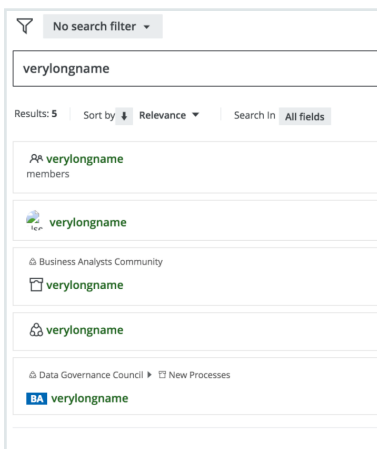 No search filter
verylongname
Results: 5 Sort by Relevance Search In All fields
verylongname
members
verylongname
Business Analysts Community
verylongname
verylongname
Data Governance Council New Processes
BA verylongname